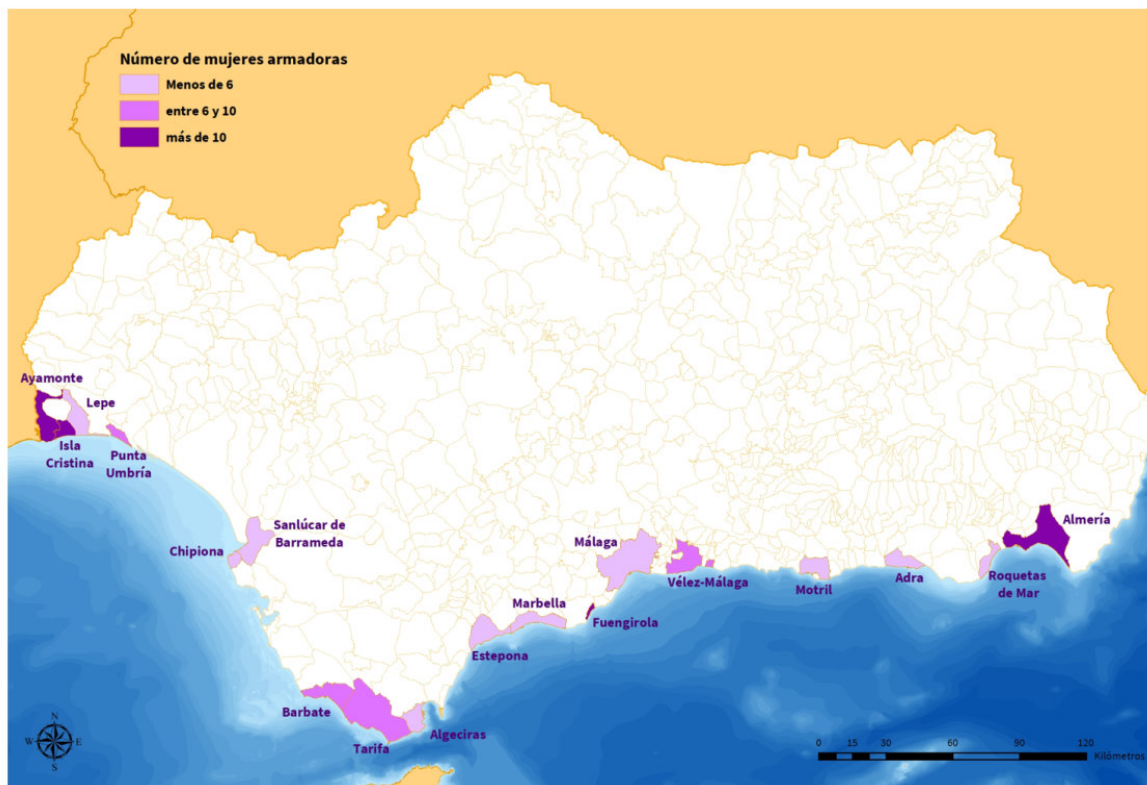 Número de mujeres armadoras
Menos de 6
entre 6 y 10
más de 10
Ayamonte
Lepe
Isla
Cristina
Punta
Umbría
Sanlúcar de
Barrameda
Chipiona
Málaga
Vélez-Málaga
Motril
Adra
Almería
Roquetas
de Mar
Marbella
Fuengirola
Estepona
Barbate
Tarifa
Algeciras
N
W E
S
0 15 30 60 90 120
Kilómetros